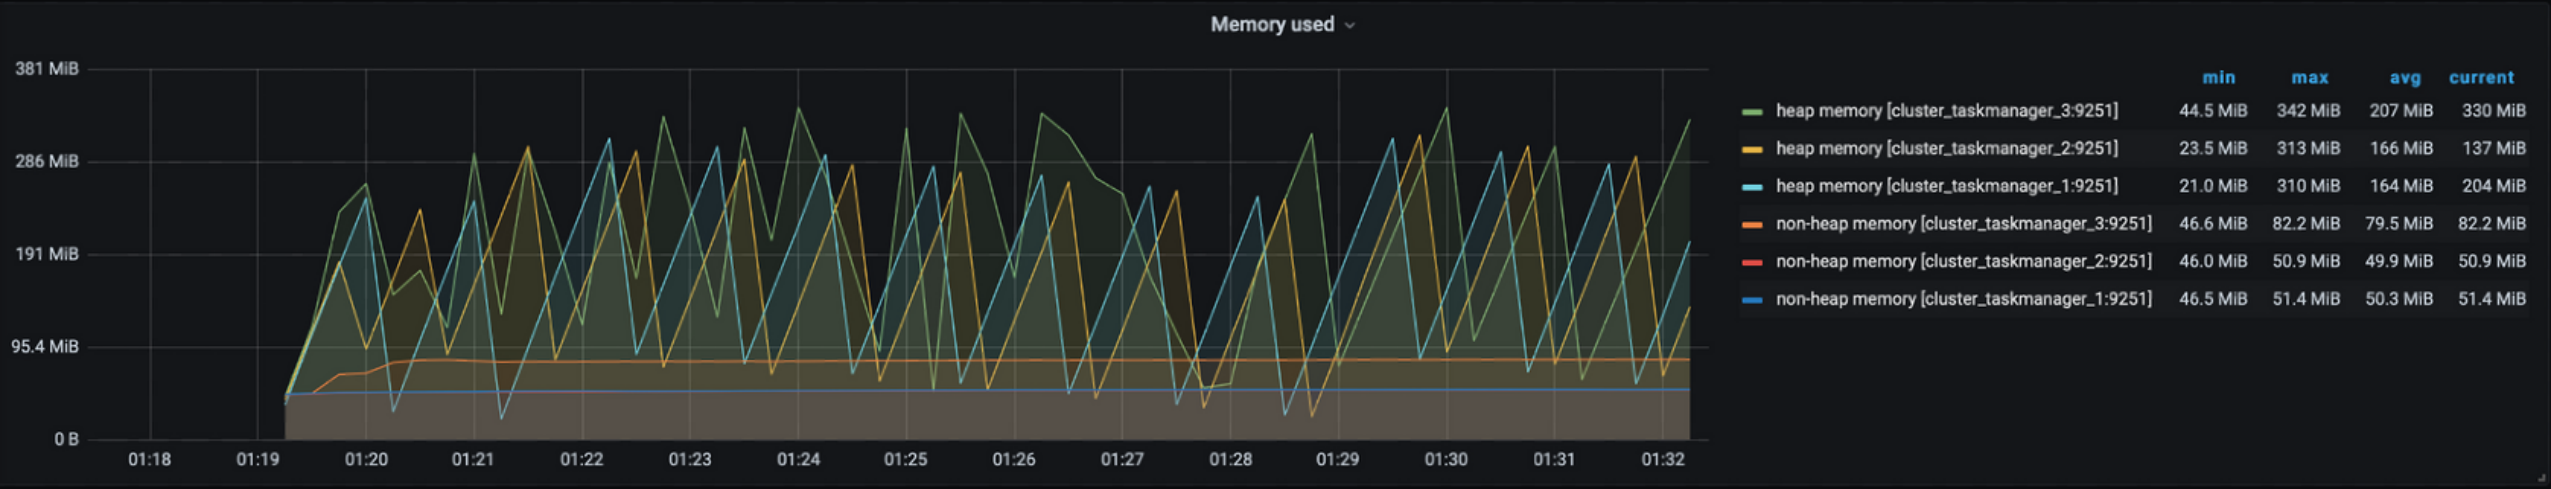 Memory used
381 MiB
286 MiB
191 MiB
95.4 MiB
0 B
01:18 01:19 01:20 01:21 01:22 01:23 01:24 01:25 01:26 01:27 01:28 01:29 01:30 01:31 01:32
min max avg current
heap memory [cluster_taskmanager_3:9251] 44.5 MiB 342 MiB 207 MiB 330 MiB
heap memory [cluster_taskmanager_2:9251] 23.5 MiB 313 MiB 166 MiB 137 MiB
heap memory [cluster_taskmanager_1:9251] 21.0 MiB 310 MiB 164 MiB 204 MiB
non-heap memory [cluster_taskmanager_3:9251] 46.6 MiB 82.2 MiB 79.5 MiB 82.2 MiB
non-heap memory [cluster_taskmanager_2:9251] 46.0 MiB 50.9 MiB 49.9 MiB 50.9 MiB
non-heap memory [cluster_taskmanager_1:9251] 46.5 MiB 51.4 MiB 50.3 MiB 51.4 MiB